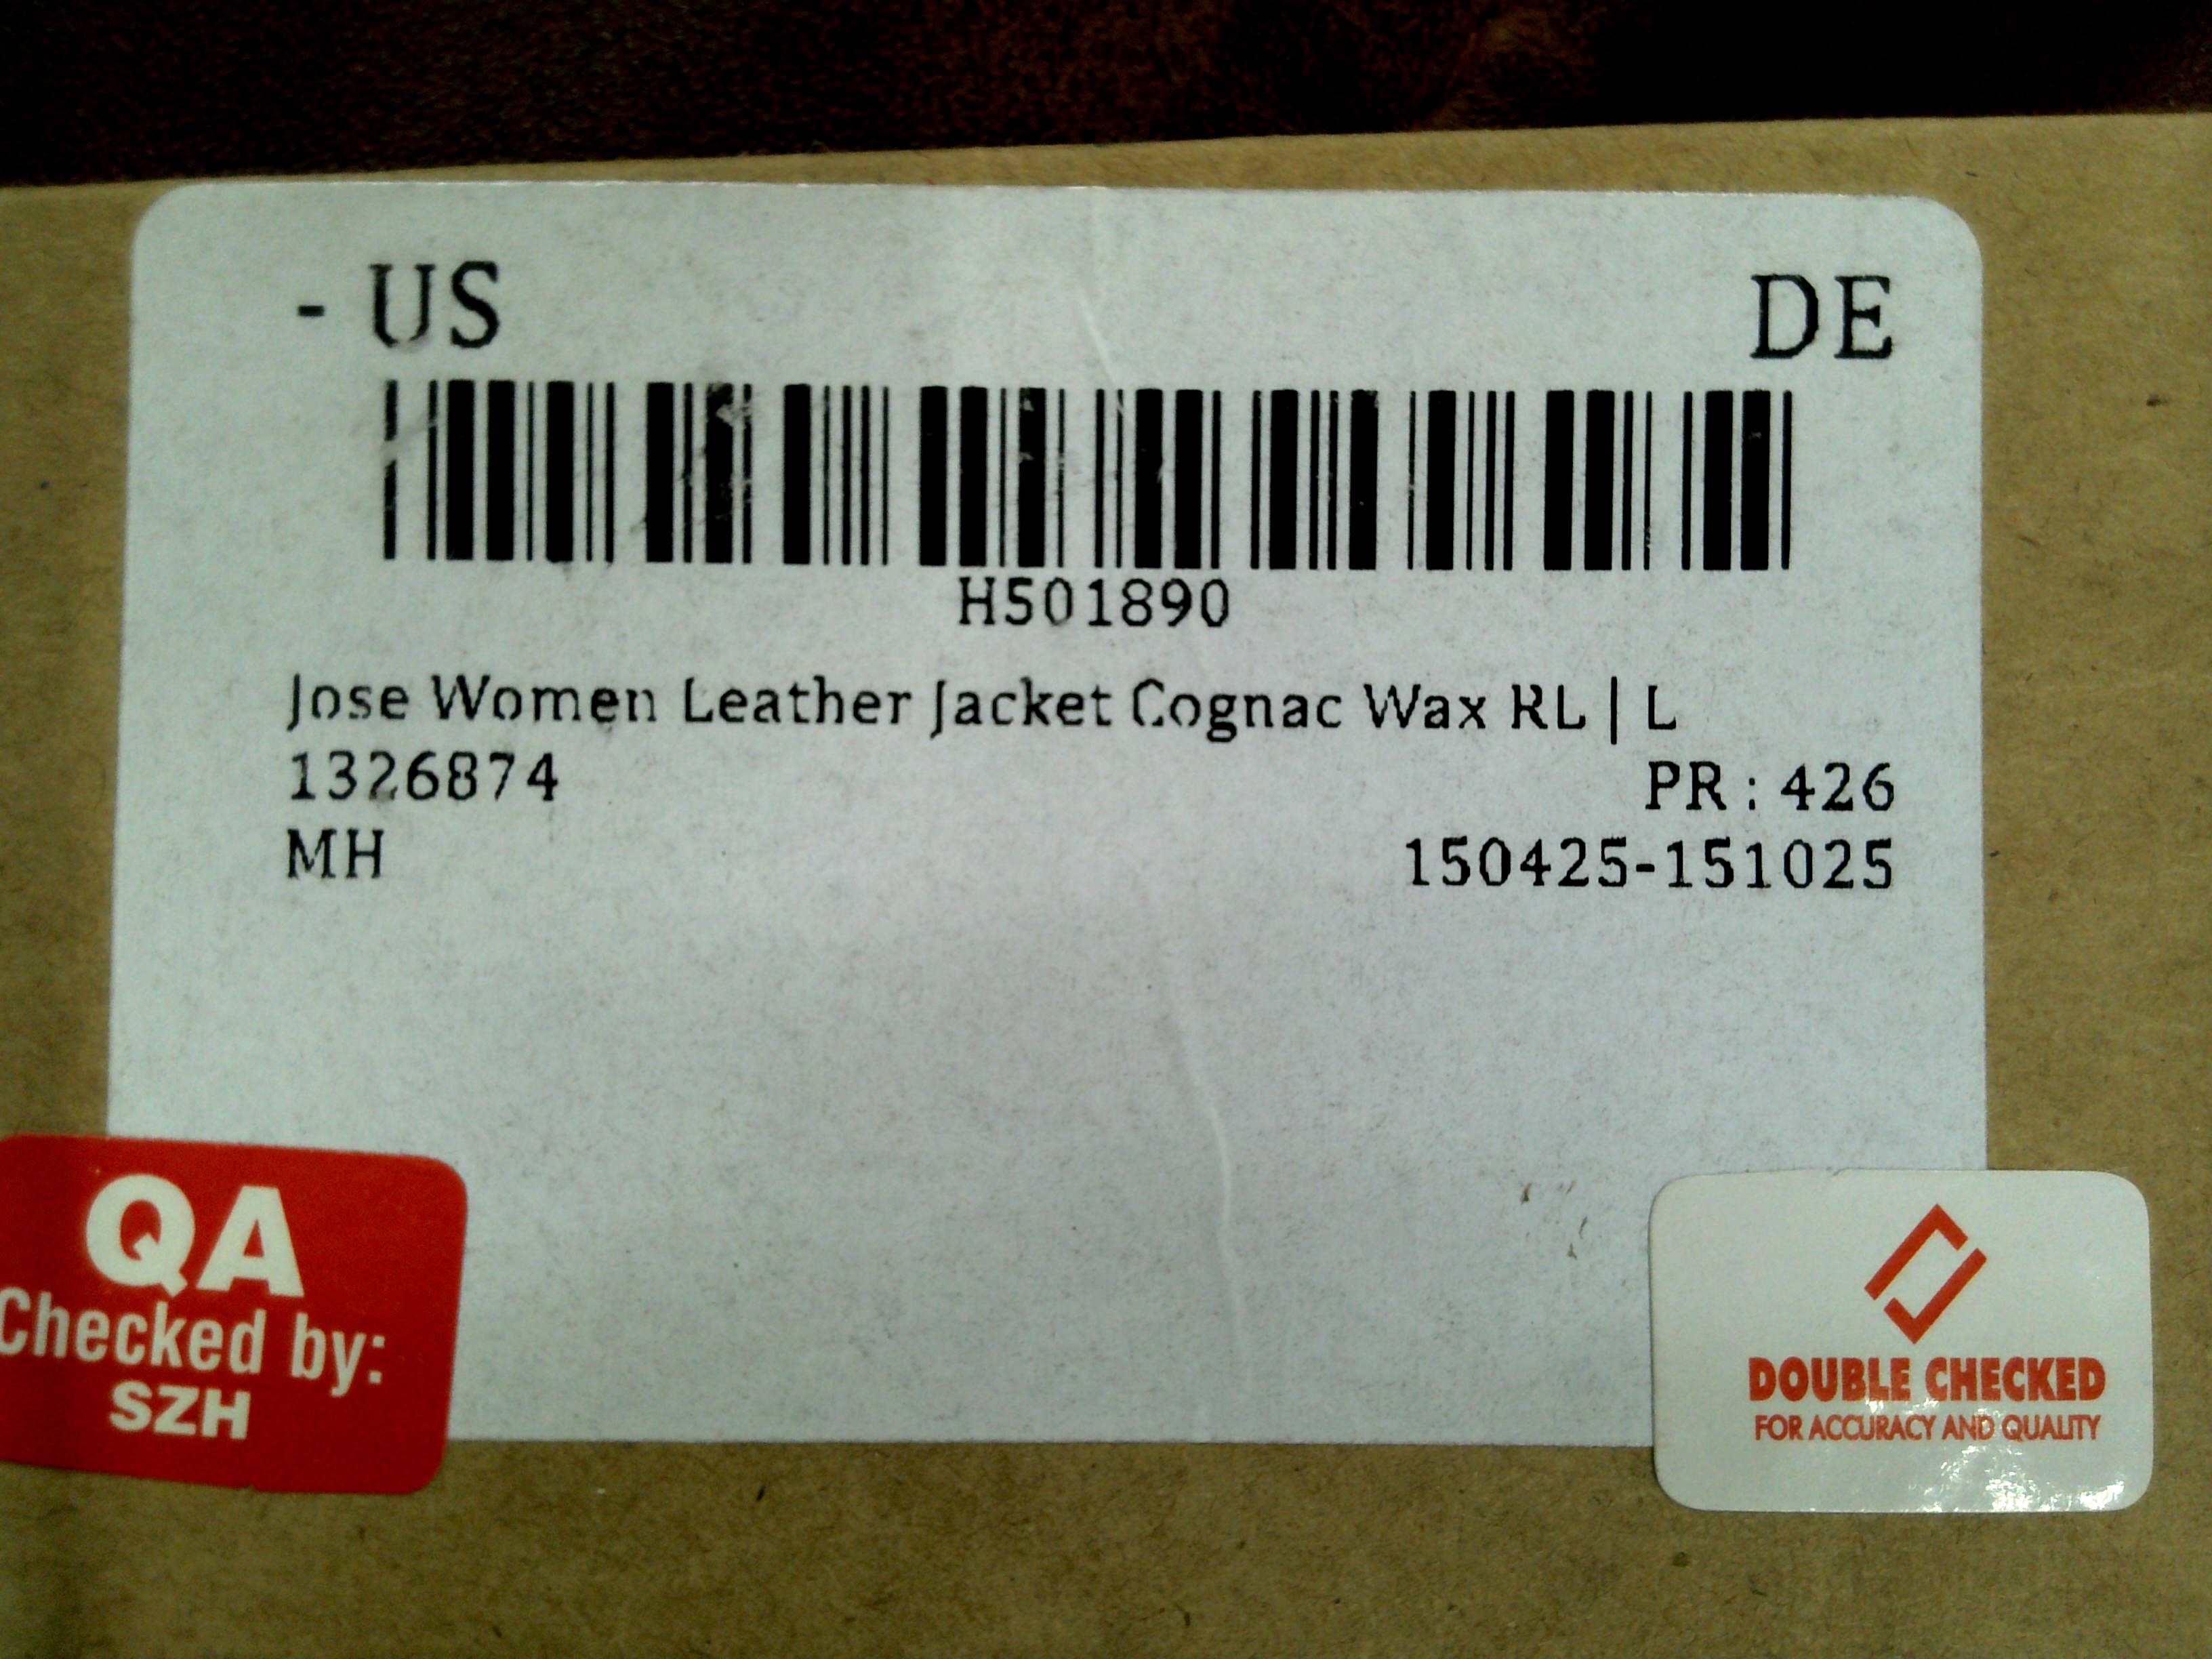 - US DE
H501890
Jose Women Leather Jacket Cognac Wax RL | L
1326874 PR : 426
MH 150425-151025
QA
Checked by:
SZH
DOUBLE CHECKED
FOR ACCURACY AND QUALITY